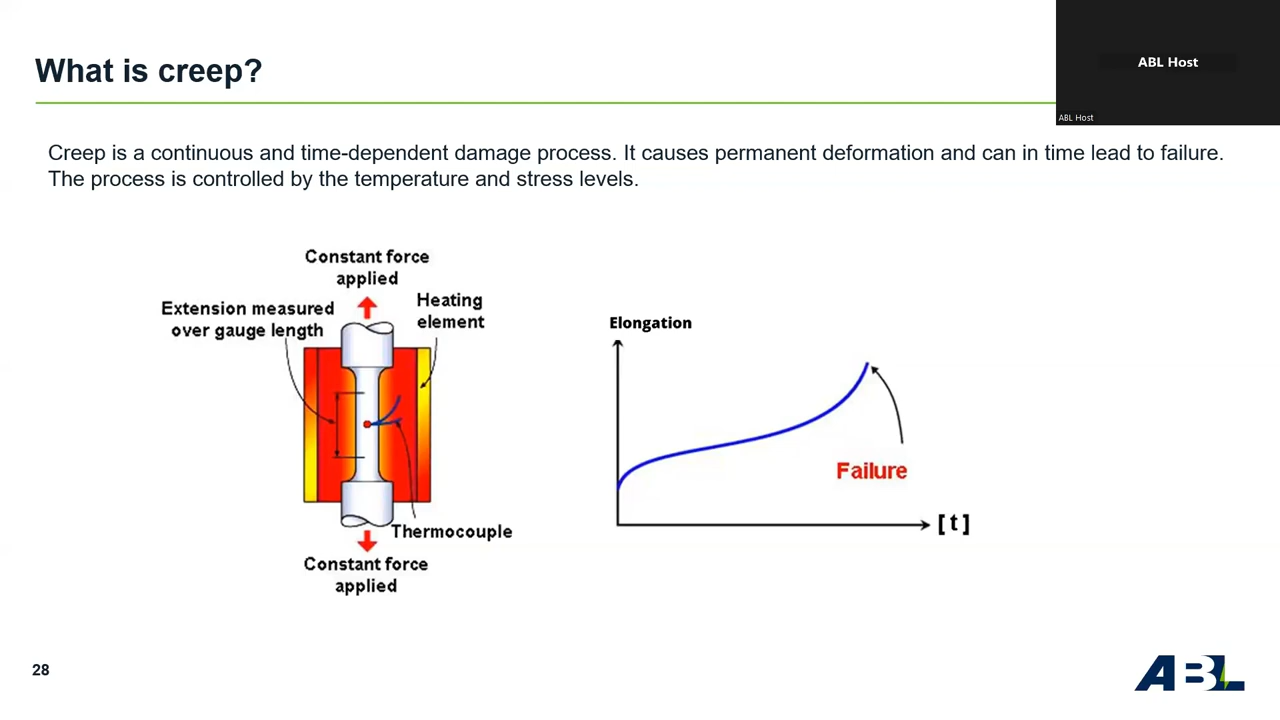 What is creep?
ABL Host
ABL Host
Creep is a continuous and time-dependent damage process. It causes permanent deformation and can in time lead to failure.
The process is controlled by the temperature and stress levels.
Constant force
applied
Extension measured
over gauge length
Heating
element
Thermocouple
Constant force
applied
Elongation
Failure
[t]
28
ABL